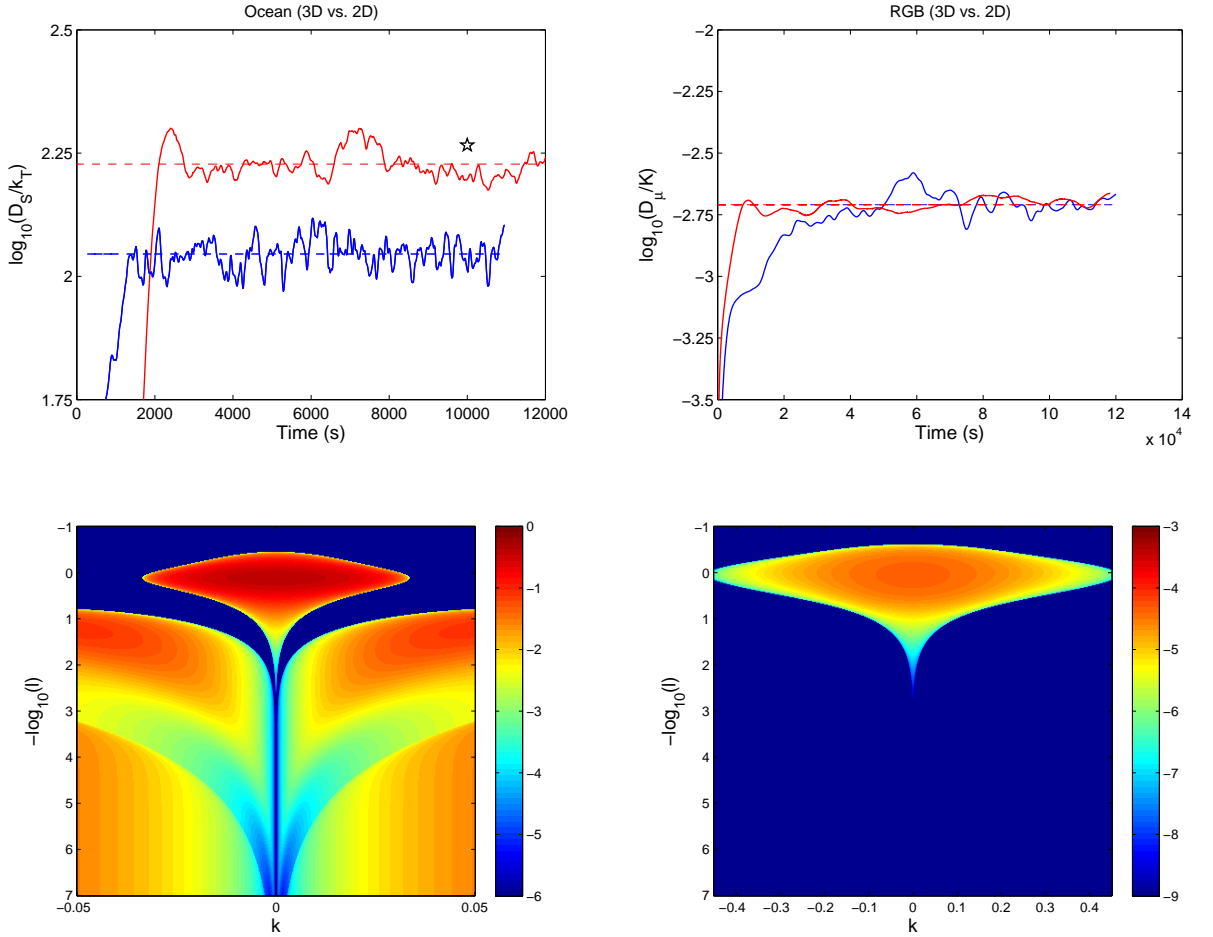 Ocean (3D vs. 2D)
2.5
2.25
2
1.75
log10(DS/kT)
0 2000 4000 6000 8000 10000 12000
Time (s)
RGB (3D vs. 2D)
−2
−2.25
−2.5
−2.75
−3
−3.25
−3.5
log10(Dμ/K)
0 2 4 6 8 10 12 14
x 10^4
Time (s)
−1
0
1
2
3
4
5
6
7
−log10(l)
−0.05 0 0.05
k
0
−1
−2
−3
−4
−5
−6
−1
0
1
2
3
4
5
6
7
−log10(l)
−0.4 −0.3 −0.2 −0.1 0 0.1 0.2 0.3 0.4
k
−3
−4
−5
−6
−7
−8
−9